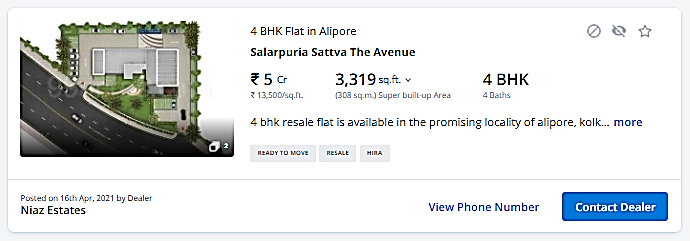 4 BHK Flat in Alipore
Salarpuria Sattva The Avenue
₹ 5 Cr
3,319 sq.ft.
4 BHK
₹ 13,500/sq.ft.
(308 sq.m.) Super built-up Area
4 Baths
4 bhk resale flat is available in the promising locality of alipore, kolk... more
2
READY TO MOVE
RESALE
HIRA
Posted on 16th Apr, 2021 by Dealer
Niaz Estates
View Phone Number
Contact Dealer